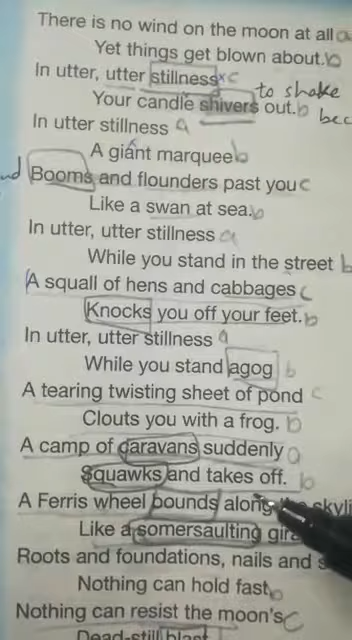 There is no wind on the moon at all a
Yet things get blown about. b
In utter, utter stillness c to shake
Your candle shivers out. b bec
In utter stillness a
A giant marquee b
Booms and flounders past you c
Like a swan at sea. b
In utter, utter stillness a
While you stand in the street b
A squall of hens and cabbages c
Knocks you off your feet. b
In utter, utter stillness a
While you stand agog b
A tearing twisting sheet of pond c
Clouts you with a frog. b
A camp of caravans suddenly a
Squawks and takes off. b
A Ferris wheel bounds along
Like a somersaulting
Roots and foundations, nails and
Nothing can hold fast, b
Nothing can resist the moon's c
Dead-still blast